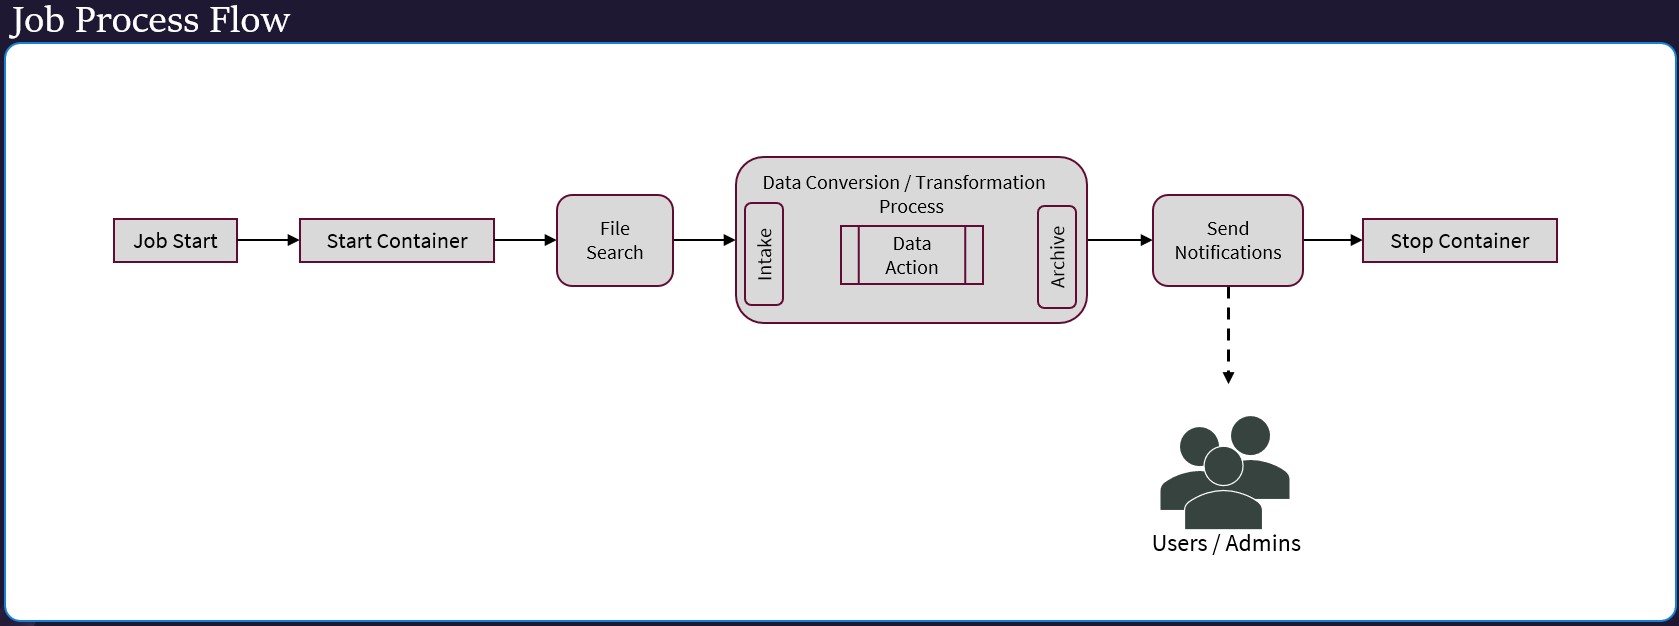 Job Process Flow
Job Start
Start Container
File
Search
Data Conversion / Transformation
Process
Intake
Data
Action
Archive
Send
Notifications
Stop Container
Users / Admins